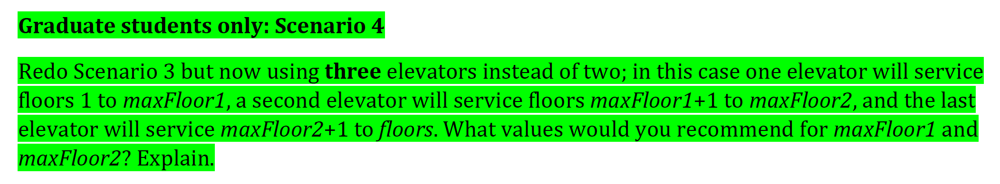 Graduate students only: Scenario 4
Redo Scenario 3 but now using three elevators instead of two; in this case one elevator will service
floors 1 to maxFloor1, a second elevator will service floors maxFloor1+1 to maxFloor2, and the last
elevator will service maxFloor2+1 to floors. What values would you recommend for maxFloor1 and
maxFloor2? Explain.